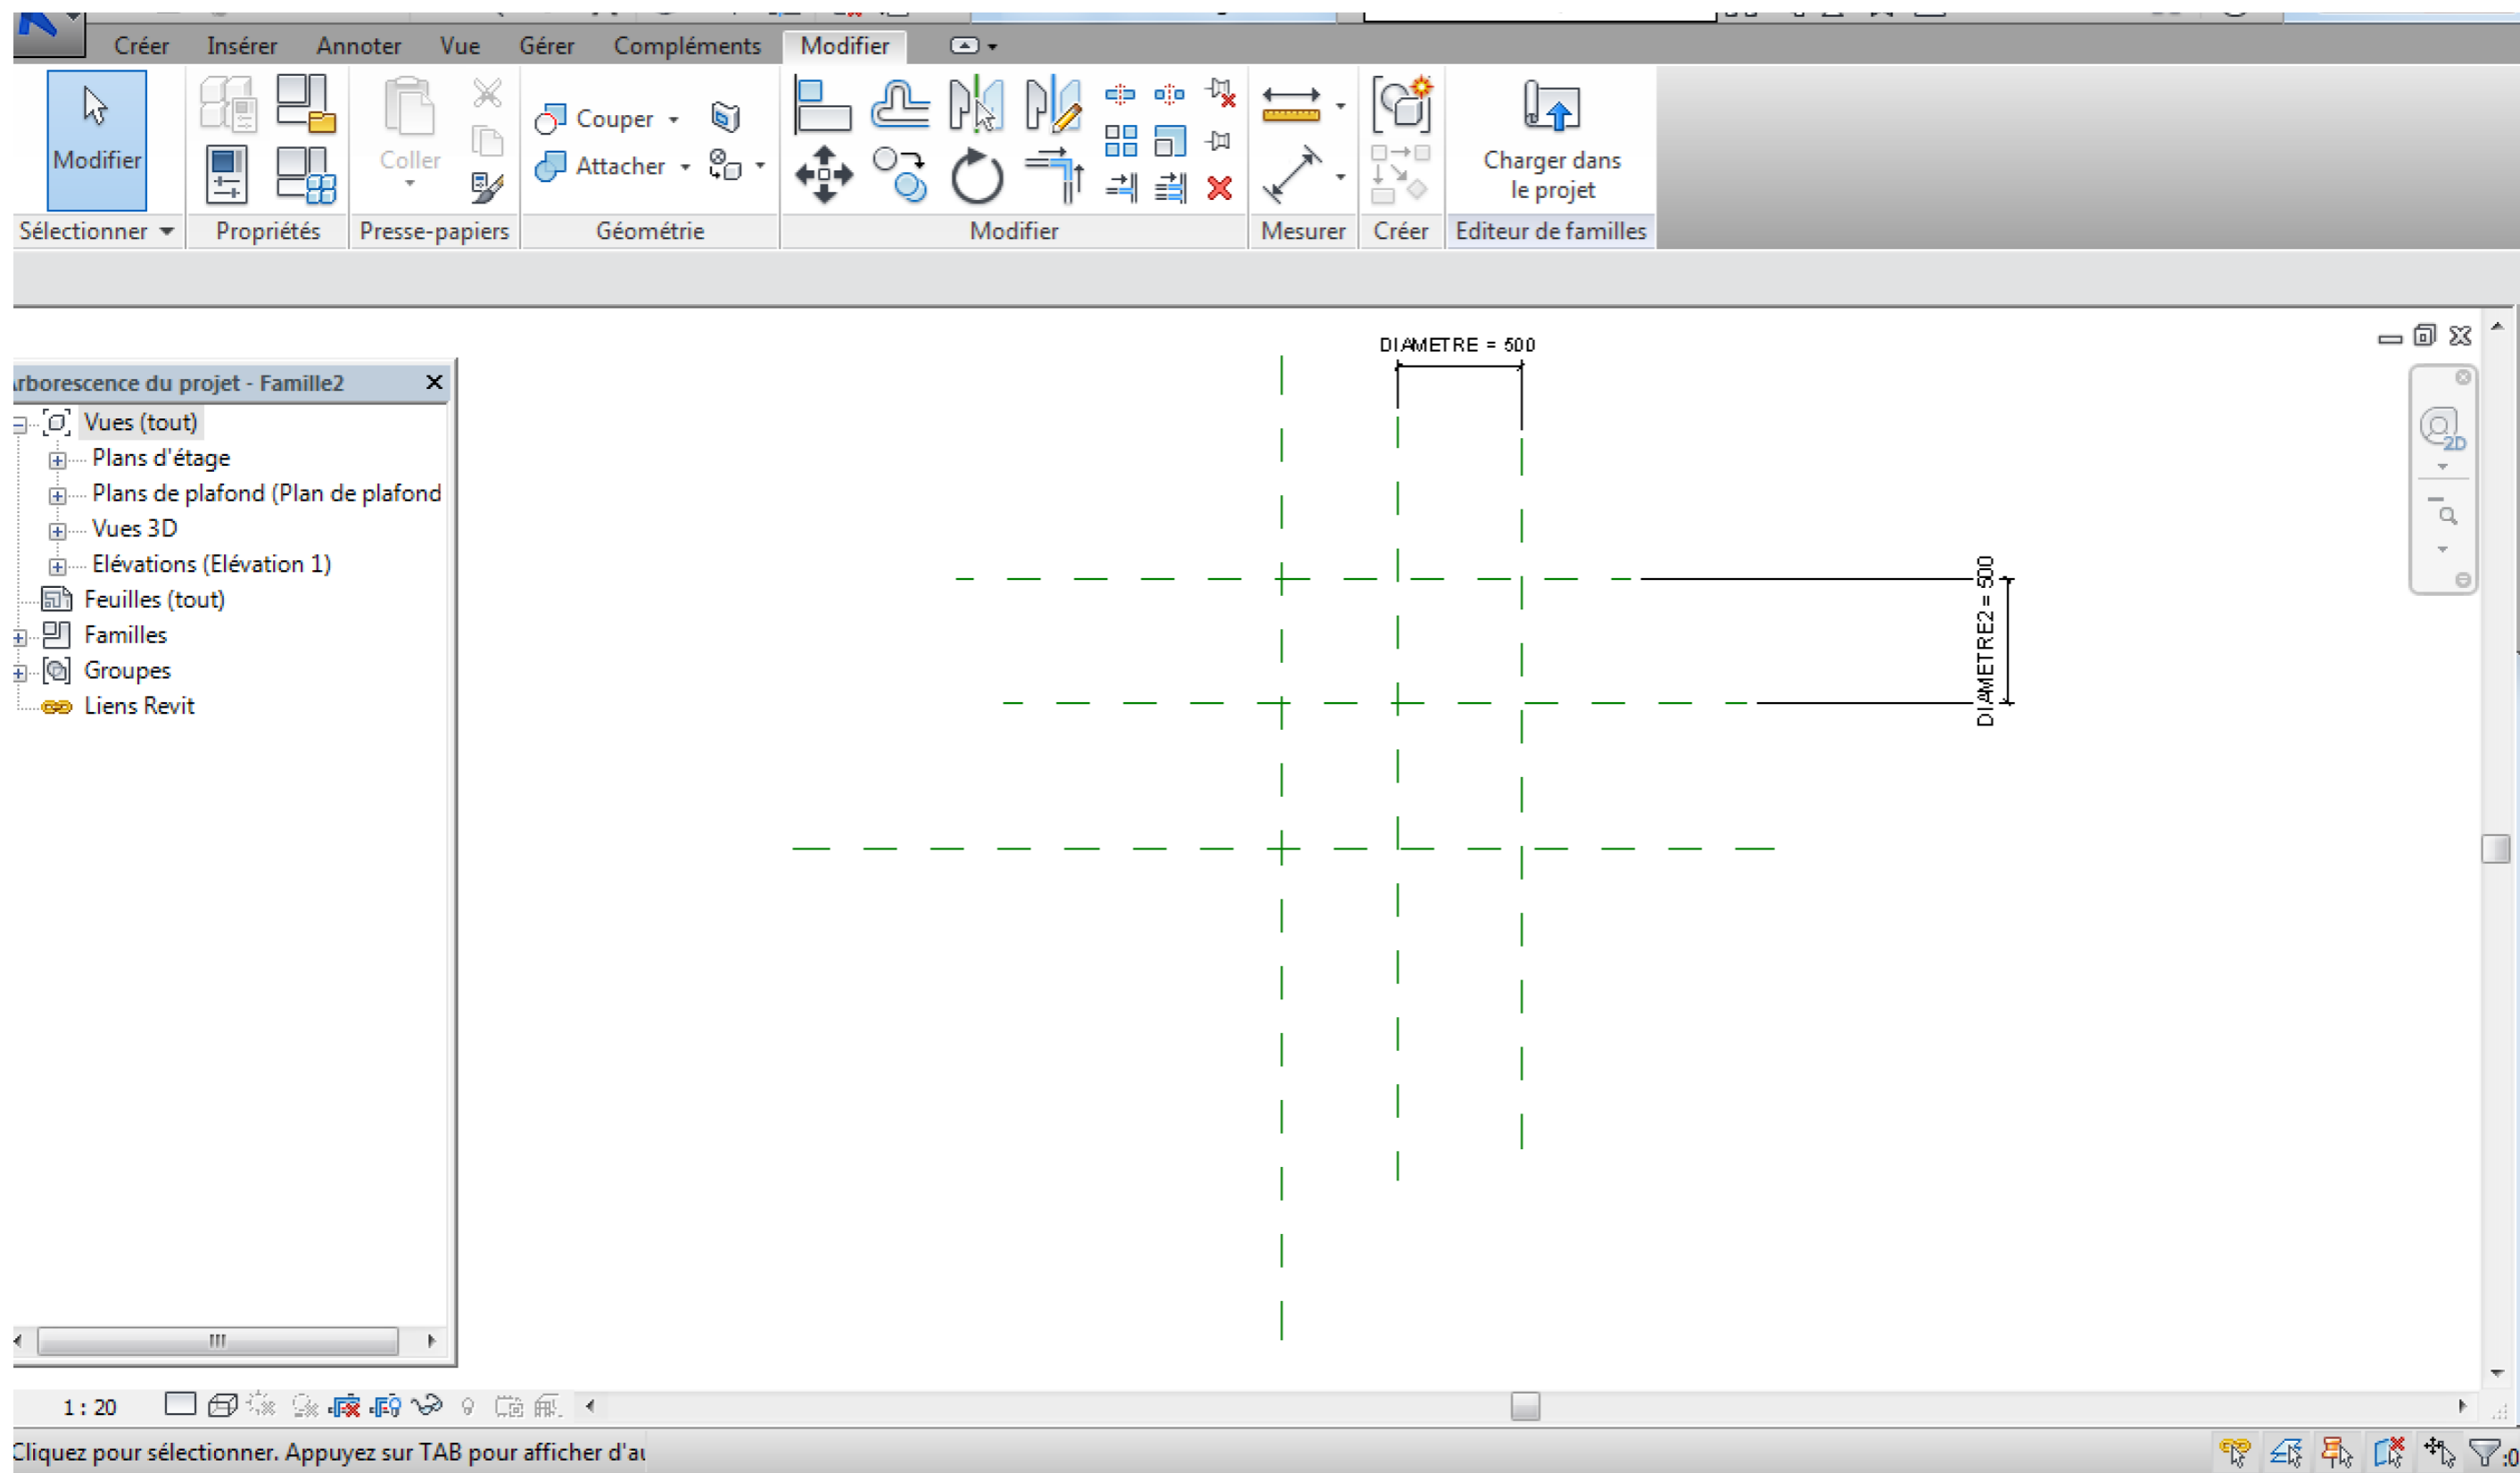 Créer Insérer Annoter Vue Gérer Compléments Modifier
Modifier
Coller
Couper
Attacher
Charger dans
le projet
Sélectionner Propriétés Presse-papiers Géométrie Modifier Mesurer Créer Editeur de familles
rborescence du projet - Famille2
Vues (tout)
Plans d'étage
Plans de plafond (Plan de plafond
Vues 3D
Elévations (Elévation 1)
Feuilles (tout)
Familles
Groupes
Liens Revit
DIAMETRE = 500
DIAMETRE2 = 500
2D
1 : 20
Cliquez pour sélectionner. Appuyez sur TAB pour afficher d'au
:0